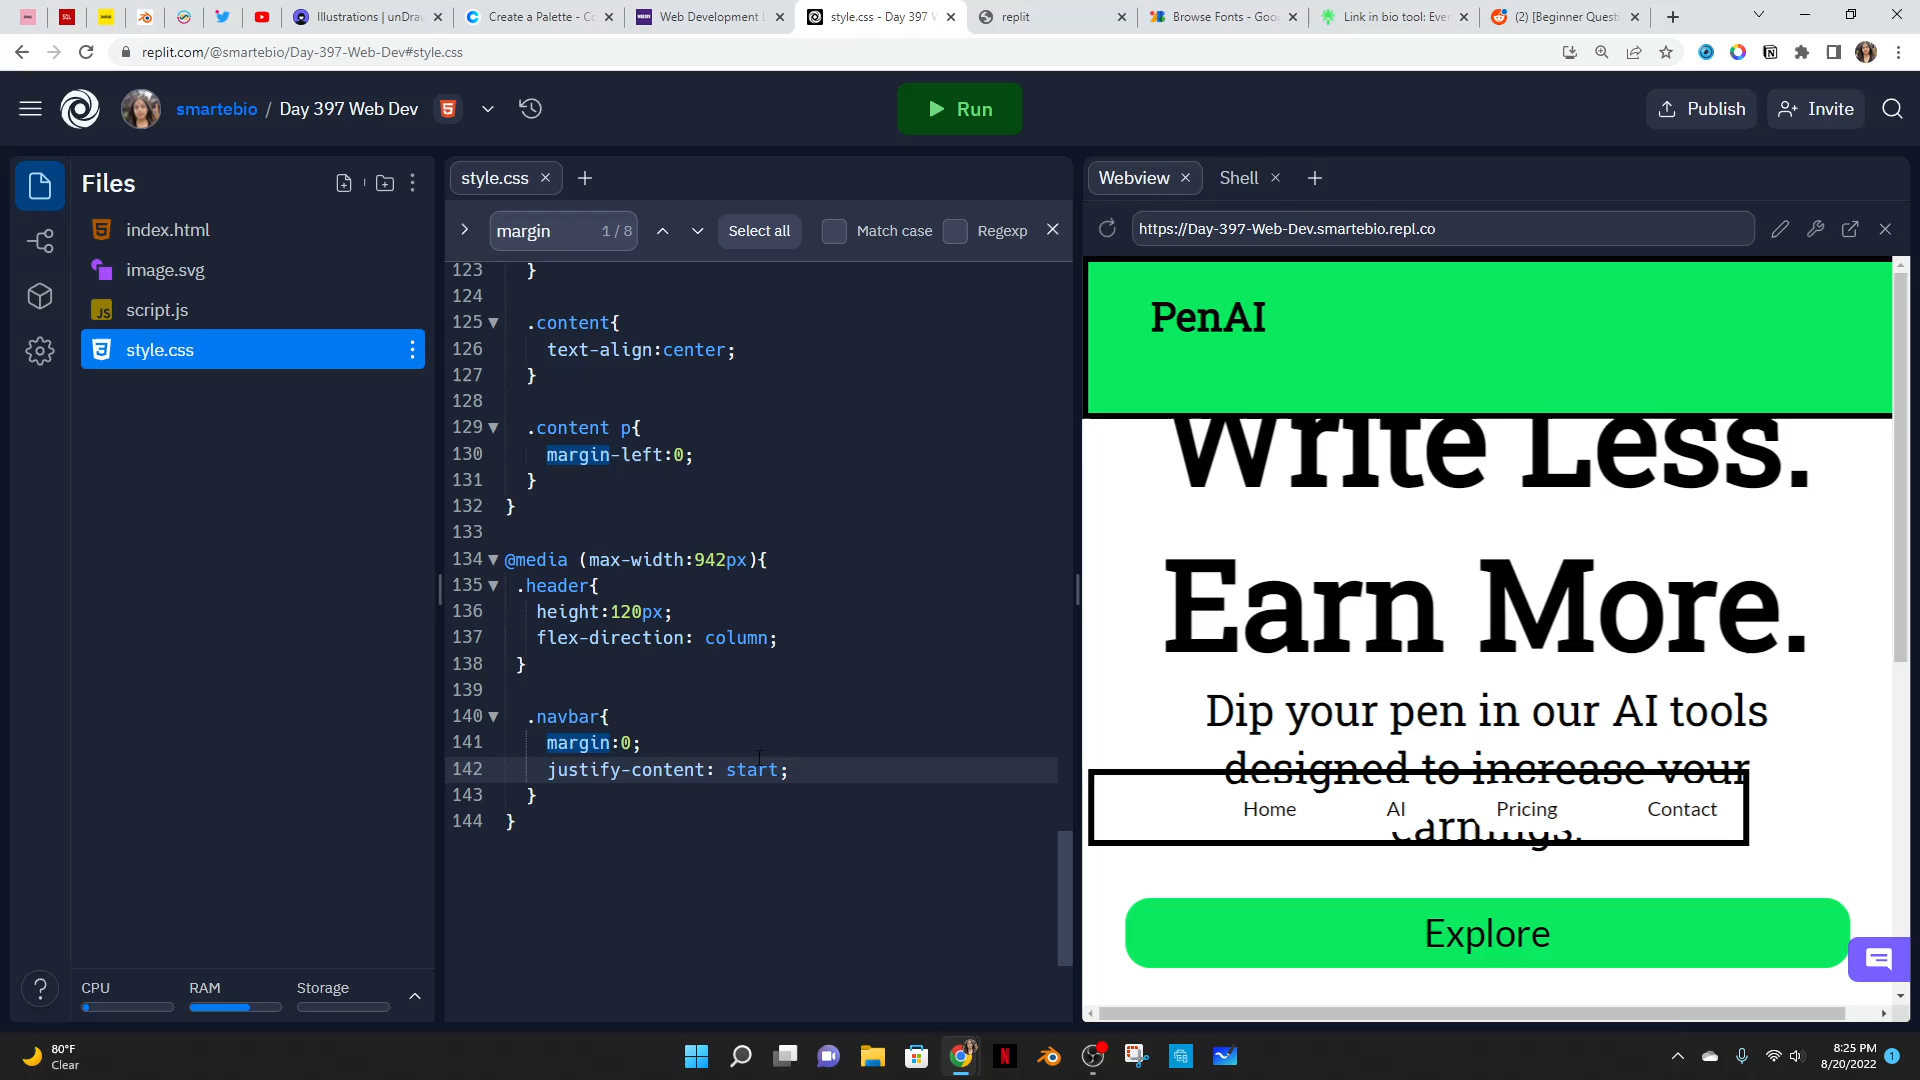 Illustrations | unDra
Create a Palette - Co
Web Development
style.css - Day 397 W
replit
Browse Fonts - Goo
Link in bio tool: Ever
(2) [Beginner Questi
replit.com/@smartebio/Day-397-Web-Dev#style.css
smartebio / Day 397 Web Dev
Run
Publish
Invite
Files
index.html
image.svg
script.js
style.css
CPU
RAM
Storage
style.css
margin 1 / 8
Select all
Match case
Regexp
123 }
124
125 .content{
126 text-align:center;
127 }
128
129 .content p{
130 margin-left:0;
131 }
132 }
133
134 @media (max-width:942px){
135 .header{
136 height:120px;
137 flex-direction: column;
138 }
139
140 .navbar{
141 margin:0;
142 justify-content: start;
143 }
144 }
Webview
Shell
https://Day-397-Web-Dev.smartebio.repl.co
PenAI
Write Less.
Earn More.
Dip your pen in our AI tools
designed to increase your
earnings.
Home AI Pricing Contact
Explore
80°F
Clear
8:25 PM
8/20/2022
1